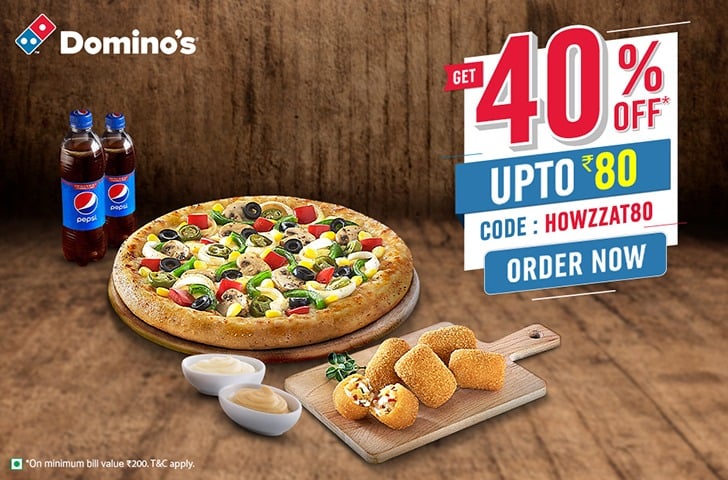 Domino's
GET 40% OFF*
UPTO ₹80
CODE : HOWZZAT80
ORDER NOW
pepsi
pepsi
*On minimum bill value ₹200. T&C apply.